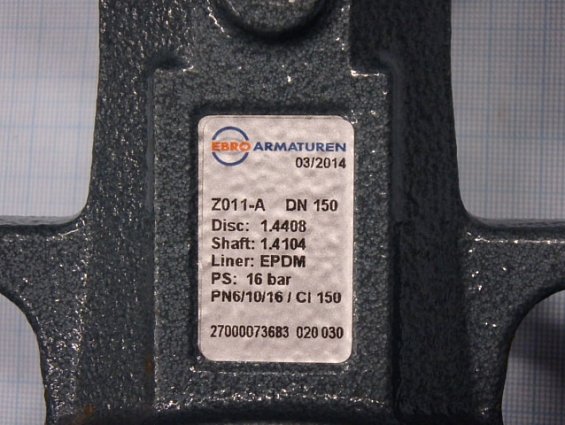 EBRO ARMATUREN
03/2014
Z011-A DN 150
Disc: 1.4408
Shaft: 1.4104
Liner: EPDM
PS: 16 bar
PN6/10/16 / Cl 150
27000073683 020 030